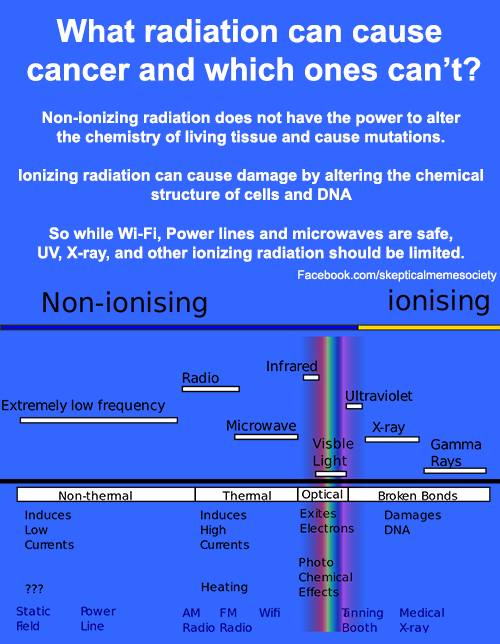 What radiation can cause
cancer and which ones can't?
Non-ionizing radiation does not have the power to alter
the chemistry of living tissue and cause mutations.
Ionizing radiation can cause damage by altering the chemical
structure of cells and DNA
So while Wi-Fi, Power lines and microwaves are safe,
UV, X-ray, and other ionizing radiation should be limited.
Facebook.com/skepticalmemesociety
Non-ionising
ionising
Infrared
Radio
Ultraviolet
Extremely low frequency
Microwave
X-ray
Visble
Light
Gamma
Rays
Non-thermal
Thermal
Optical
Broken Bonds
Induces
Low
Currents
Induces
High
Currents
Exites
Electrons
Damages
DNA
???
Heating
Photo
Chemical
Effects
Static
Field
Power
Line
AM
Radio
FM
Radio
Wifi
Tanning
Booth
Medical
X-ray